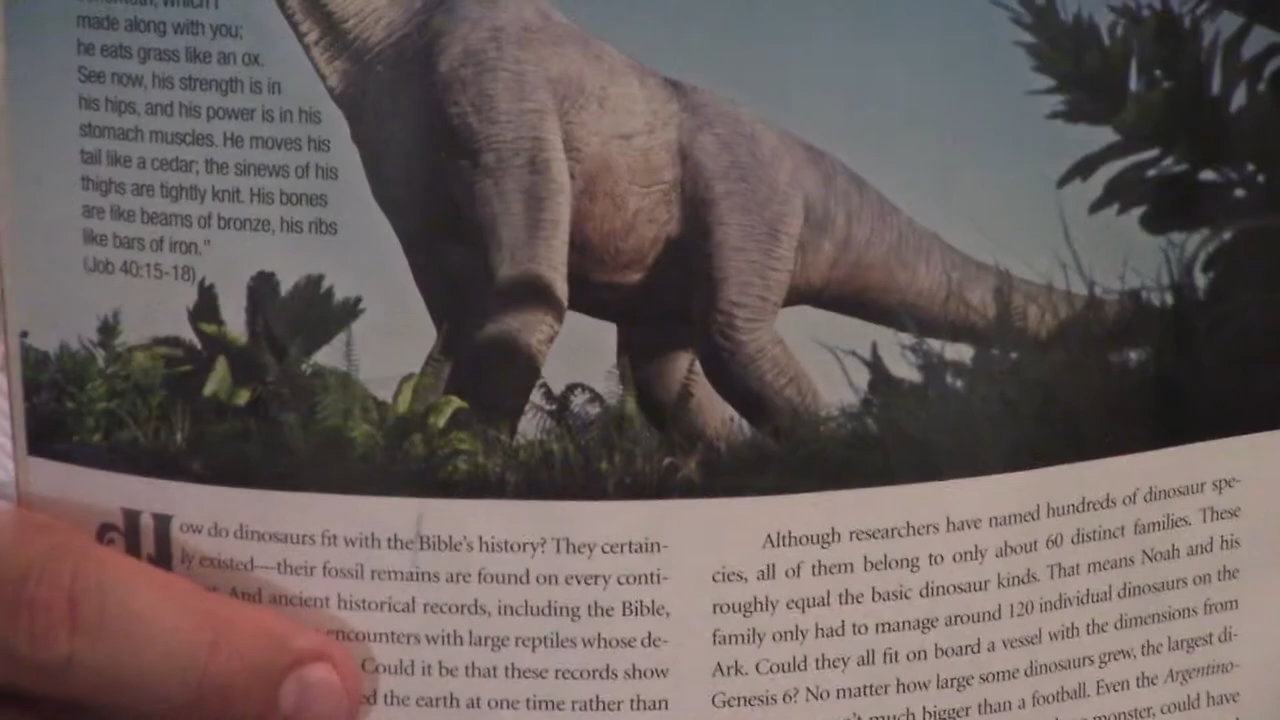 made along with you;
he eats grass like an ox.
See now, his strength is in
his hips, and his power is in his
stomach muscles. He moves his
tail like a cedar; the sinews of his
thighs are tightly knit. His bones
are like beams of bronze, his ribs
like bars of iron."
(Job 40:15-18)
How do dinosaurs fit with the Bible's history? They certain-
ly existed—their fossil remains are found on every conti-
And ancient historical records, including the Bible,
encounters with large reptiles whose de-
Could it be that these records show
the earth at one time rather than
Although researchers have named hundreds of dinosaur spe-
cies, all of them belong to only about 60 distinct families. These
roughly equal the basic dinosaur kinds. That means Noah and his
family only had to manage around 120 individual dinosaurs on the
Ark. Could they all fit on board a vessel with the dimensions from
Genesis 6? No matter how large some dinosaurs grew, the largest di-
much bigger than a football. Even the Argentino-
monster, could have